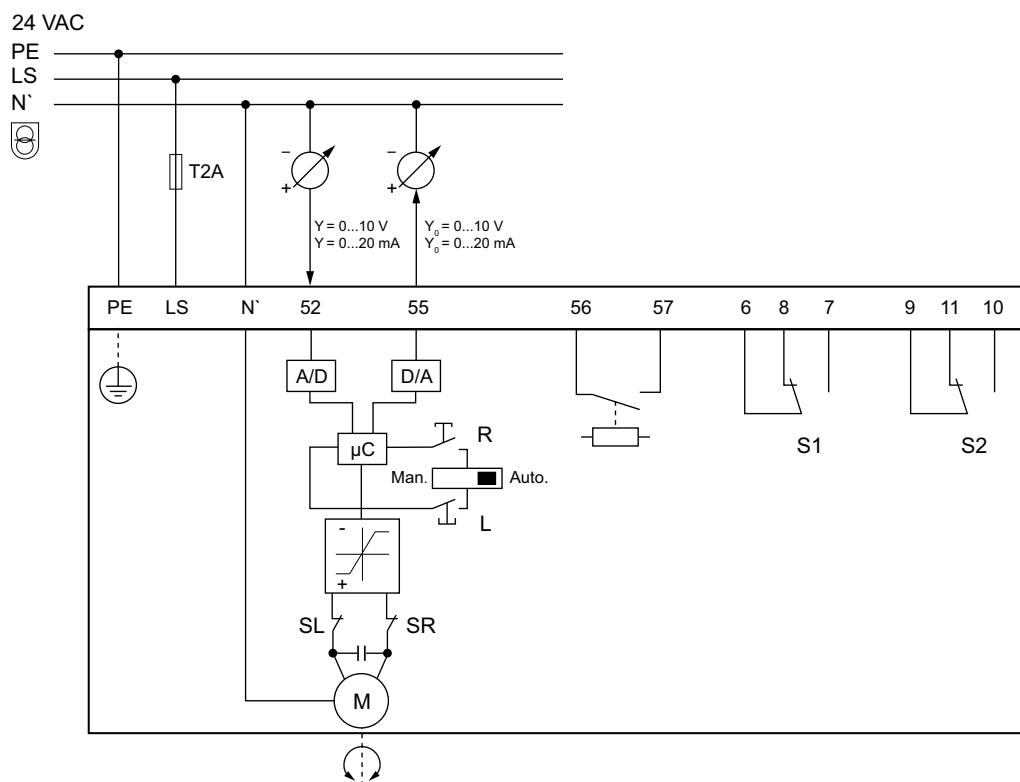 24 VAC
PE
LS
N`
T2A
−
+
−
+
Y = 0...10 V
Y = 0...20 mA
Y₀ = 0...10 V
Y₀ = 0...20 mA
PE LS N` 52 55 56 57 6 8 7 9 11 10
A/D D/A
µC
R
Man. Auto.
L
S1 S2
-
+
SL SR
M